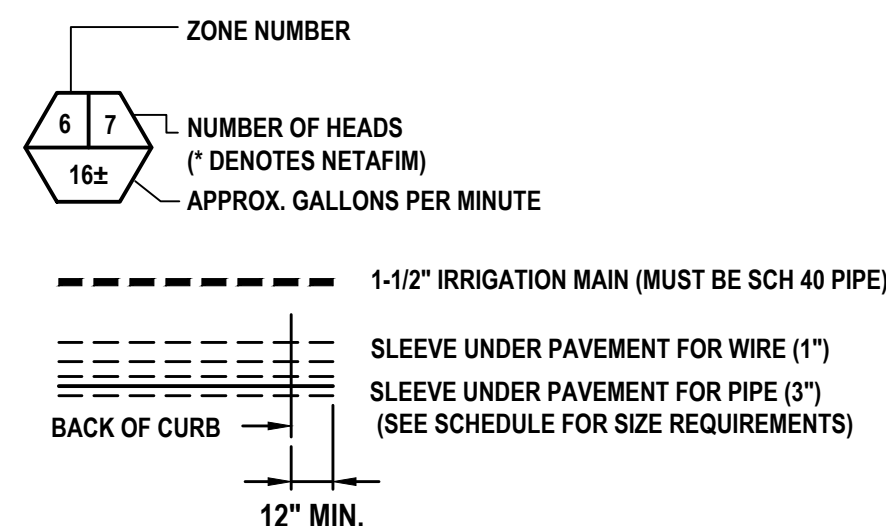 ZONE NUMBER
6 7
NUMBER OF HEADS
(* DENOTES NETAFIM)
16±
APPROX. GALLONS PER MINUTE
1-1/2" IRRIGATION MAIN (MUST BE SCH 40 PIPE)
SLEEVE UNDER PAVEMENT FOR WIRE (1")
SLEEVE UNDER PAVEMENT FOR PIPE (3")
(SEE SCHEDULE FOR SIZE REQUIREMENTS)
BACK OF CURB
12" MIN.